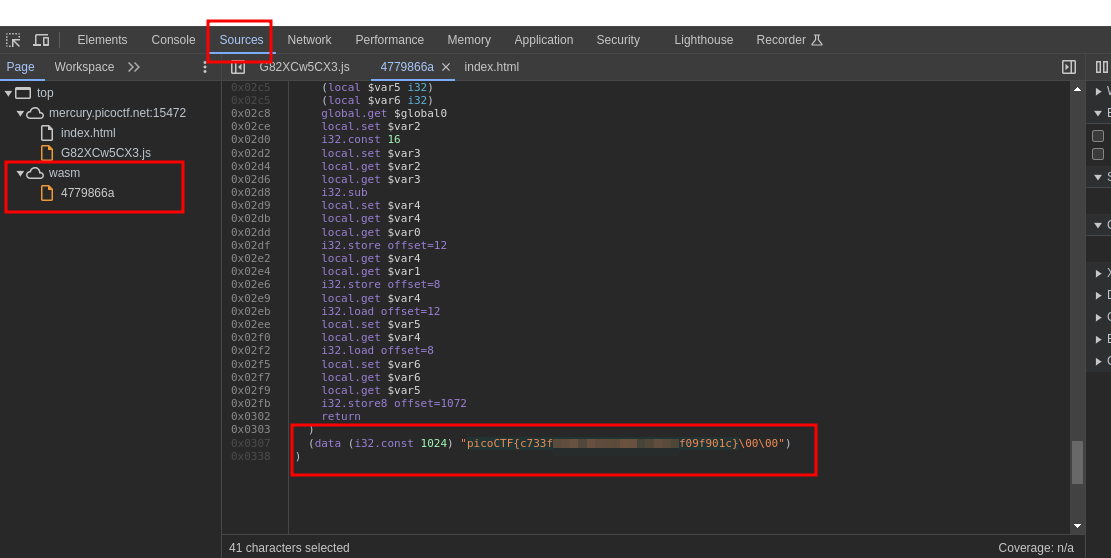 Elements Console Sources Network Performance Memory Application Security Lighthouse Recorder
Page Workspace G82XCw5CX3.js 4779866a index.html
top
mercury.picoctf.net:15472
index.html
G82XCw5CX3.js
wasm
4779866a
0x02c5 (local $var5 i32)
0x02c5 (local $var6 i32)
0x02c8 global.get $global0
0x02ce local.set $var2
0x02d0 i32.const 16
0x02d2 local.set $var3
0x02d4 local.get $var2
0x02d6 local.get $var3
0x02d8 i32.sub
0x02d9 local.set $var4
0x02db local.get $var4
0x02dd local.get $var0
0x02df i32.store offset=12
0x02e2 local.get $var4
0x02e4 local.get $var1
0x02e6 i32.store offset=8
0x02e9 local.get $var4
0x02eb i32.load offset=12
0x02ee local.set $var5
0x02f0 local.get $var4
0x02f2 i32.load offset=8
0x02f5 local.set $var6
0x02f7 local.get $var6
0x02f9 local.get $var5
0x02fb i32.store8 offset=1072
0x0302 return
0x0303 )
0x0307 (data (i32.const 1024) "picoCTF{c733f f09f901c}\00\00")
0x0338 )
41 characters selected Coverage: n/a